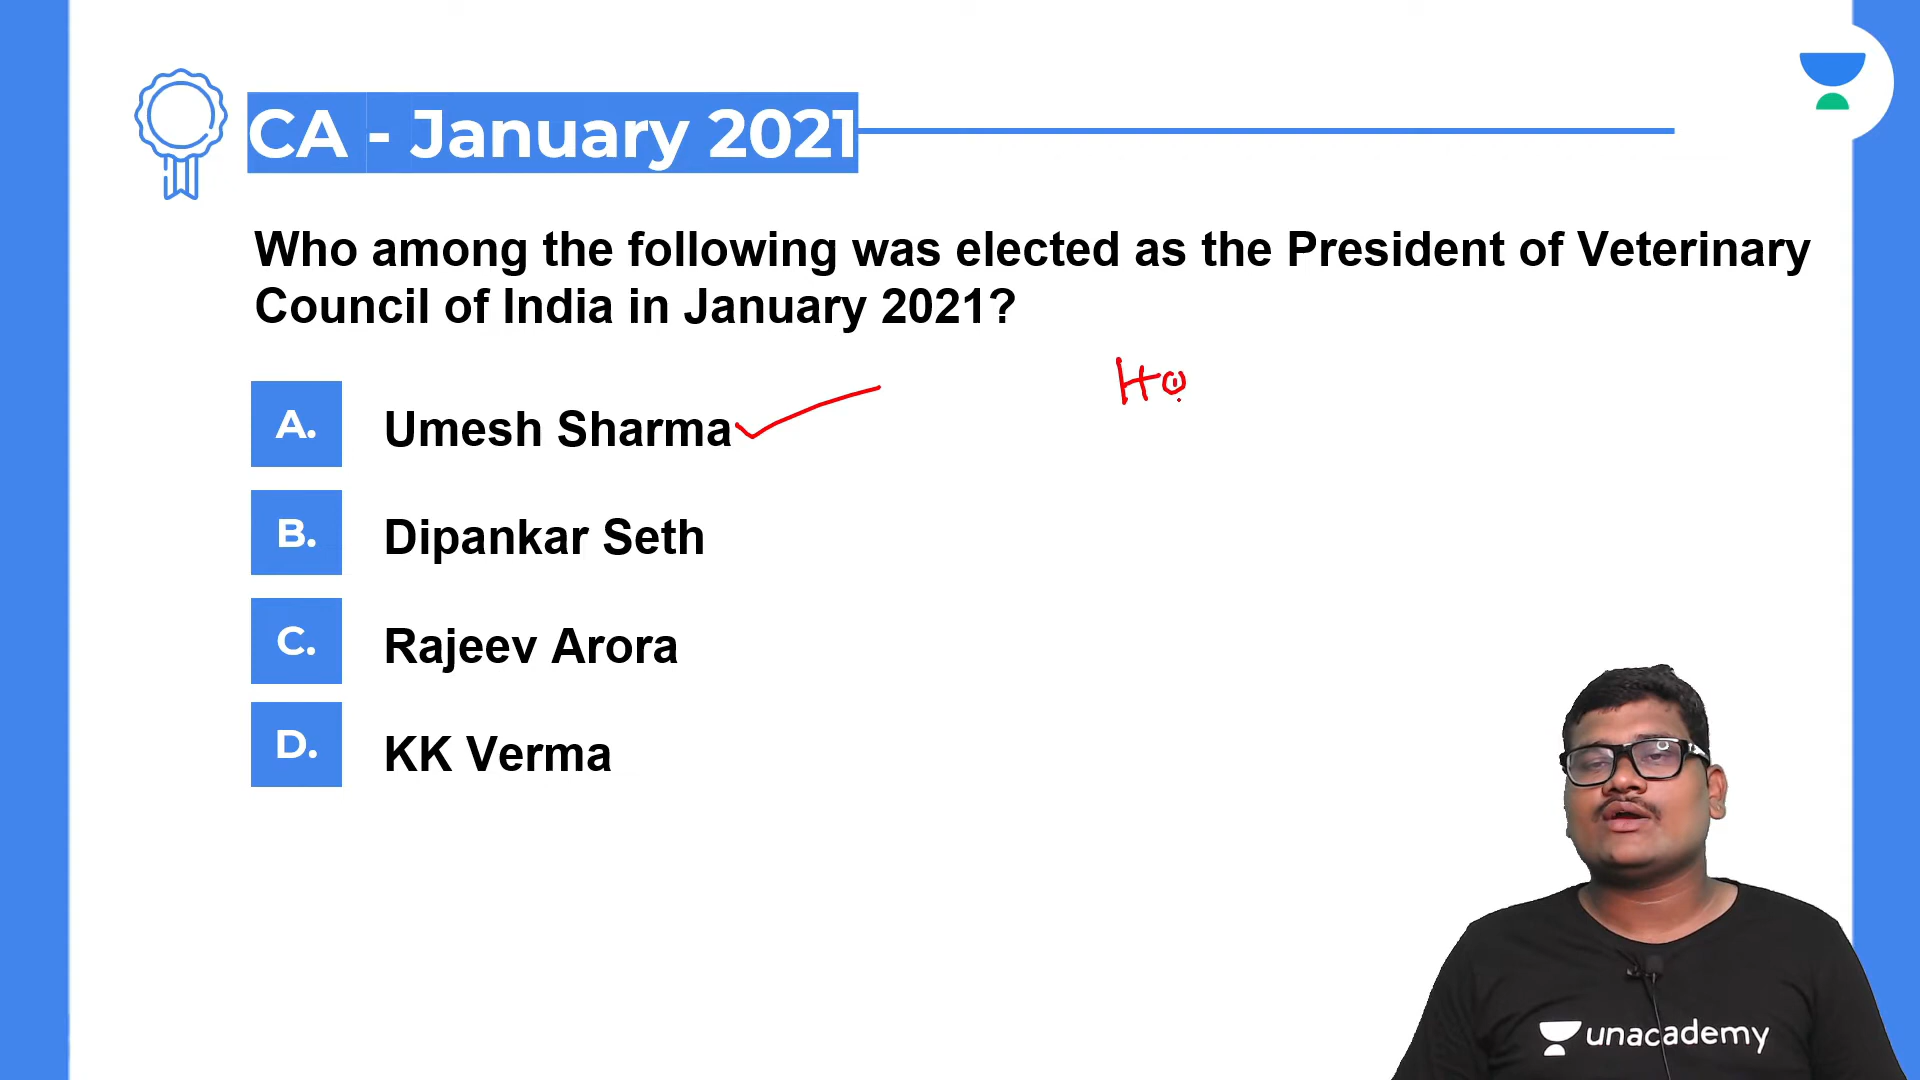 CA - January 2021
Who among the following was elected as the President of Veterinary
Council of India in January 2021?
HQ
A. Umesh Sharma
B. Dipankar Seth
C. Rajeev Arora
D. KK Verma
unacademy